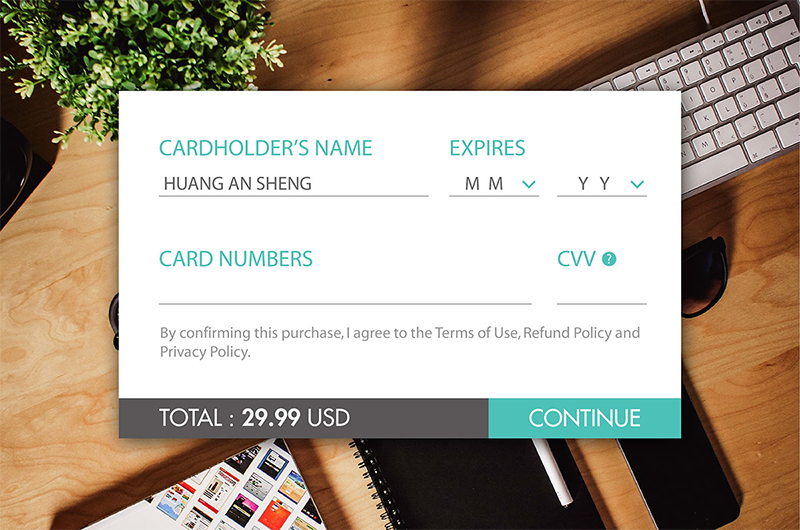 CARDHOLDER'S NAME
EXPIRES
HUANG AN SHENG
M M
Y Y
CARD NUMBERS
CVV ?
By confirming this purchase, I agree to the Terms of Use, Refund Policy and
Privacy Policy.
TOTAL : 29.99 USD
CONTINUE